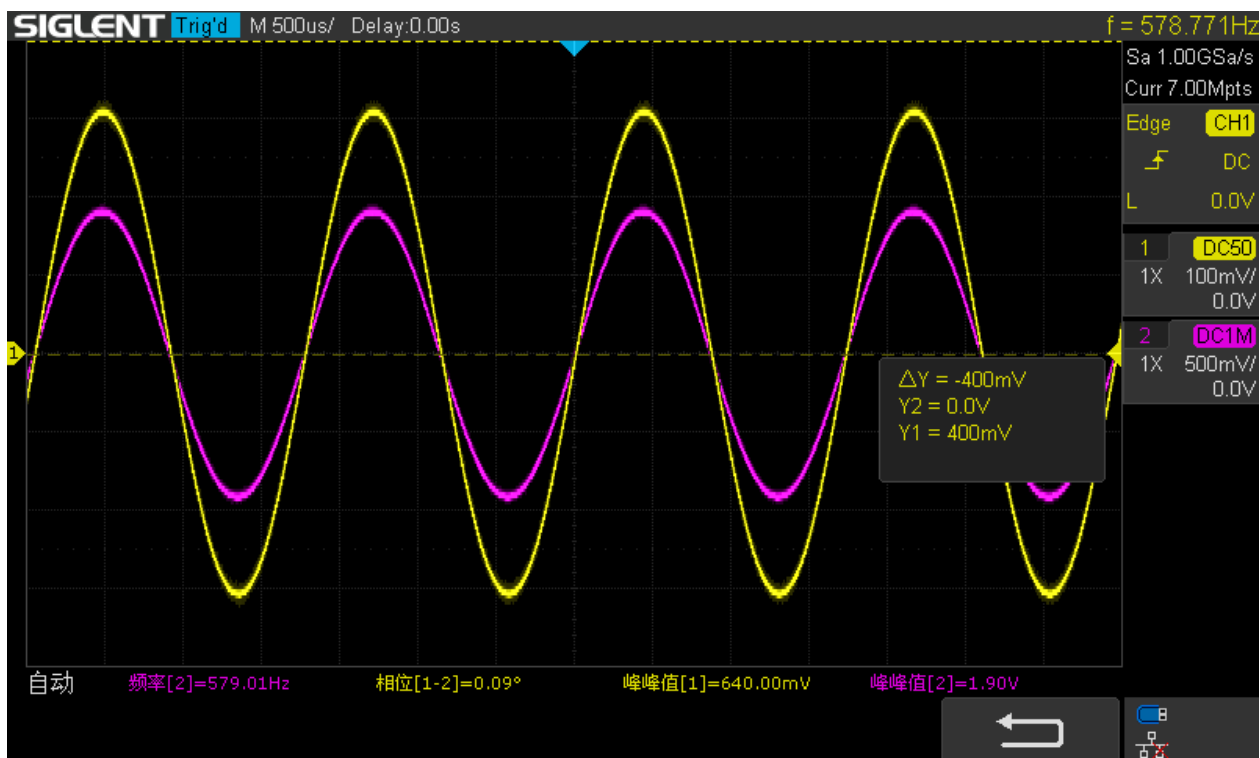 SIGLENT Trig'd M 500us/ Delay:0.00s f = 578.771Hz
Sa 1.00GSa/s
Curr 7.00Mpts
Edge CH1
DC
L 0.0V
1 DC50
1X 100mV/
0.0V
2 DC1M
1X 500mV/
0.0V
1
ΔY = -400mV
Y2 = 0.0V
Y1 = 400mV
自动 频率[2]=579.01Hz 相位[1-2]=0.09° 峰峰值[1]=640.00mV 峰峰值[2]=1.90V